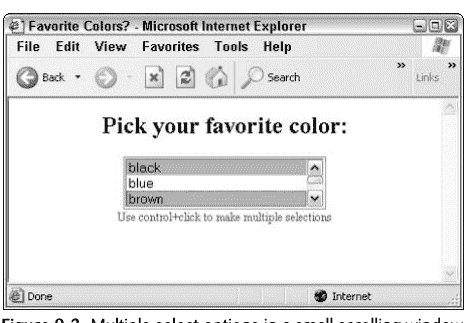 Favorite Colors? - Microsoft Internet Explorer
File Edit View Favorites Tools Help
Back Search » Links »
Pick your favorite color:
black
blue
brown
Use control+click to make multiple selections
Done Internet
Figure 9-3. Multiple select options in a small scrolling window